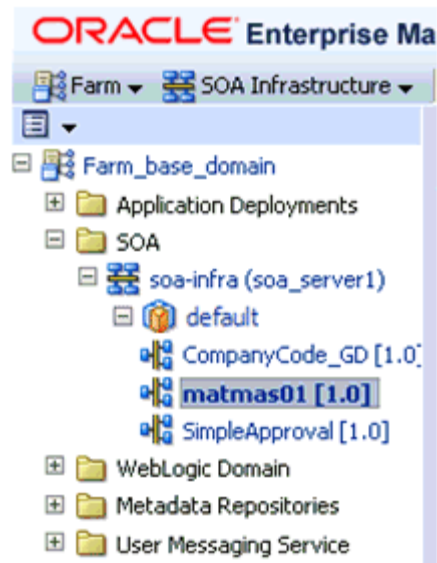 ORACLE Enterprise Ma
Farm SOA Infrastructure
Farm_base_domain
Application Deployments
SOA
soa-infra (soa_server1)
default
CompanyCode_GD [1.0]
matmas01 [1.0]
SimpleApproval [1.0]
WebLogic Domain
Metadata Repositories
User Messaging Service